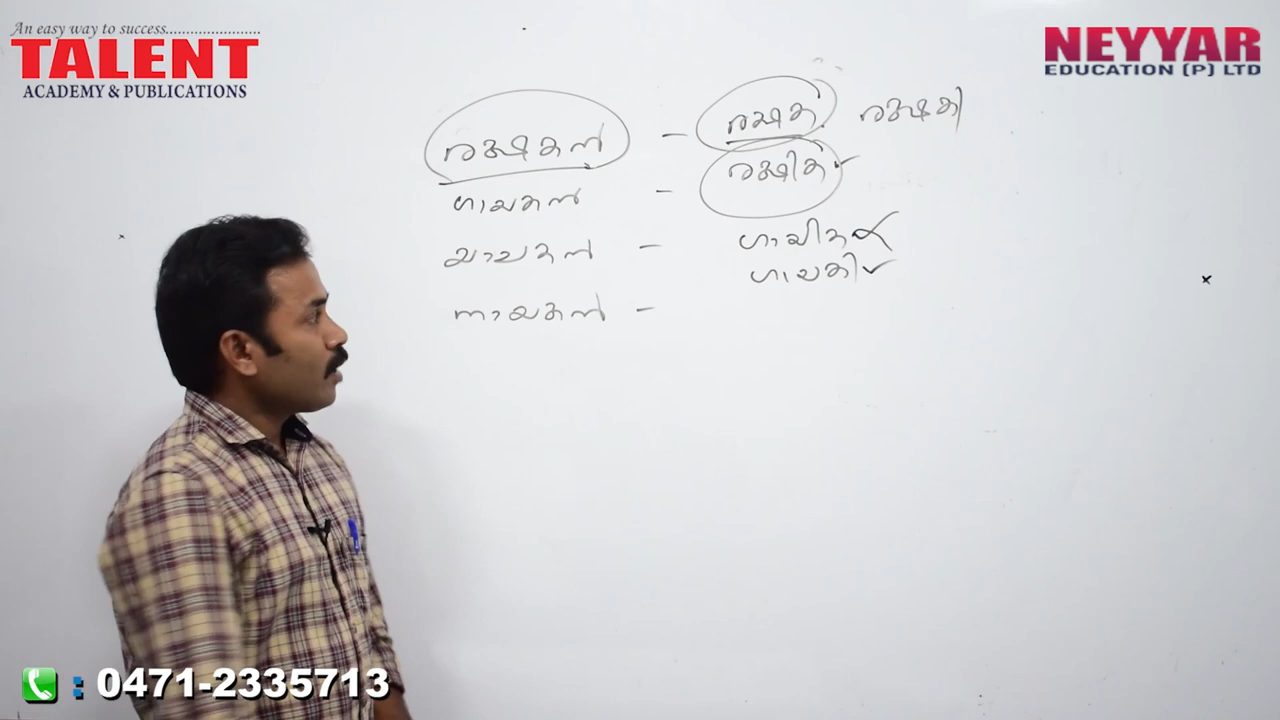 An easy way to success......................
TALENT
ACADEMY & PUBLICATIONS
NEYYAR
EDUCATION (P) LTD
രക്ഷകൻ - രക്ഷകി രക്ഷകി
രക്ഷിക
ഗായകൻ -
യാചകൻ - ഗായിക
ഗായകി
നായകൻ -
: 0471-2335713